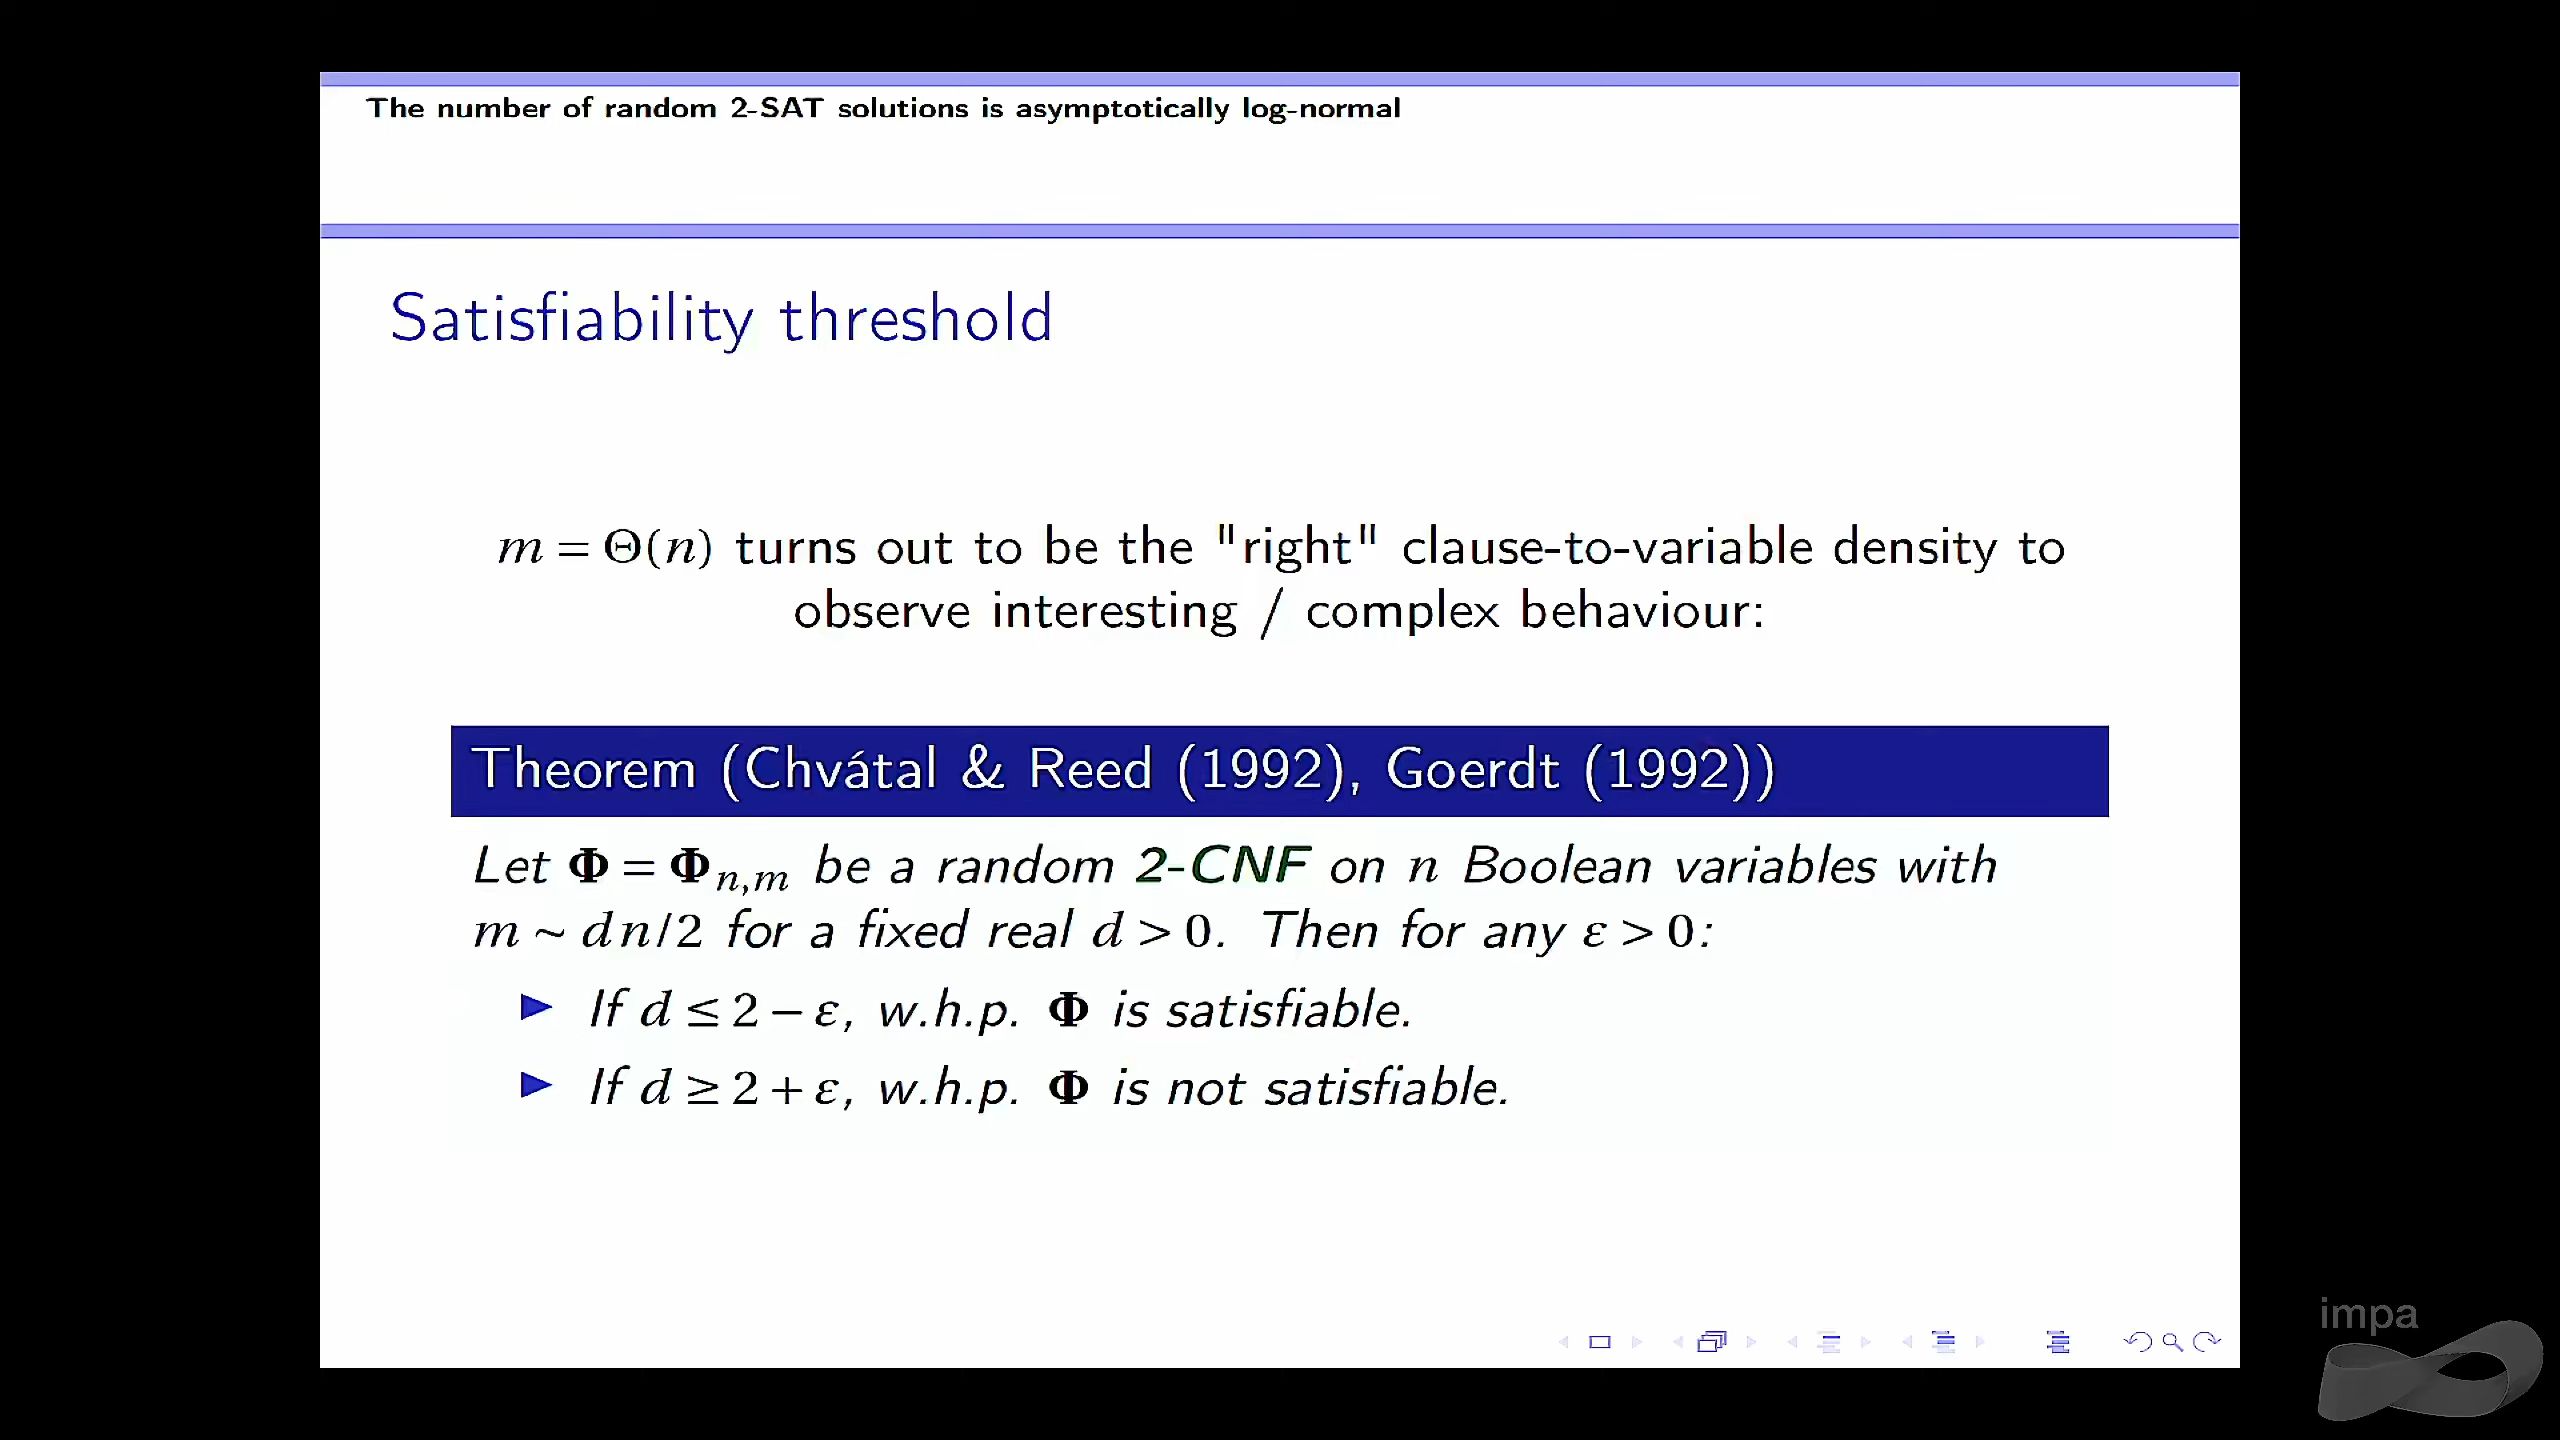 The number of random 2-SAT solutions is asymptotically log-normal
Satisfiability threshold
m = Θ(n) turns out to be the "right" clause-to-variable density to
observe interesting / complex behaviour:
Theorem (Chvátal & Reed (1992), Goerdt (1992))
Let Φ = Φn,m be a random 2-CNF on n Boolean variables with
m ~ dn/2 for a fixed real d > 0. Then for any ε > 0:
▶ If d ≤ 2 − ε, w.h.p. Φ is satisfiable.
▶ If d ≥ 2 + ε, w.h.p. Φ is not satisfiable.
impa